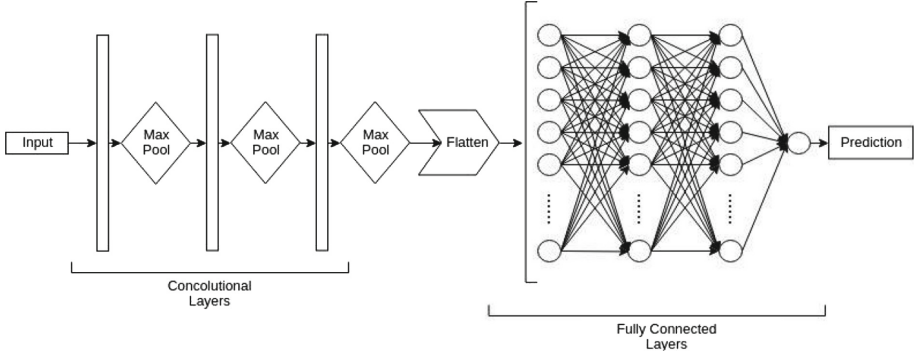 Input
Max
Pool
Max
Pool
Max
Pool
Flatten
Prediction
Concolutional
Layers
Fully Connected
Layers